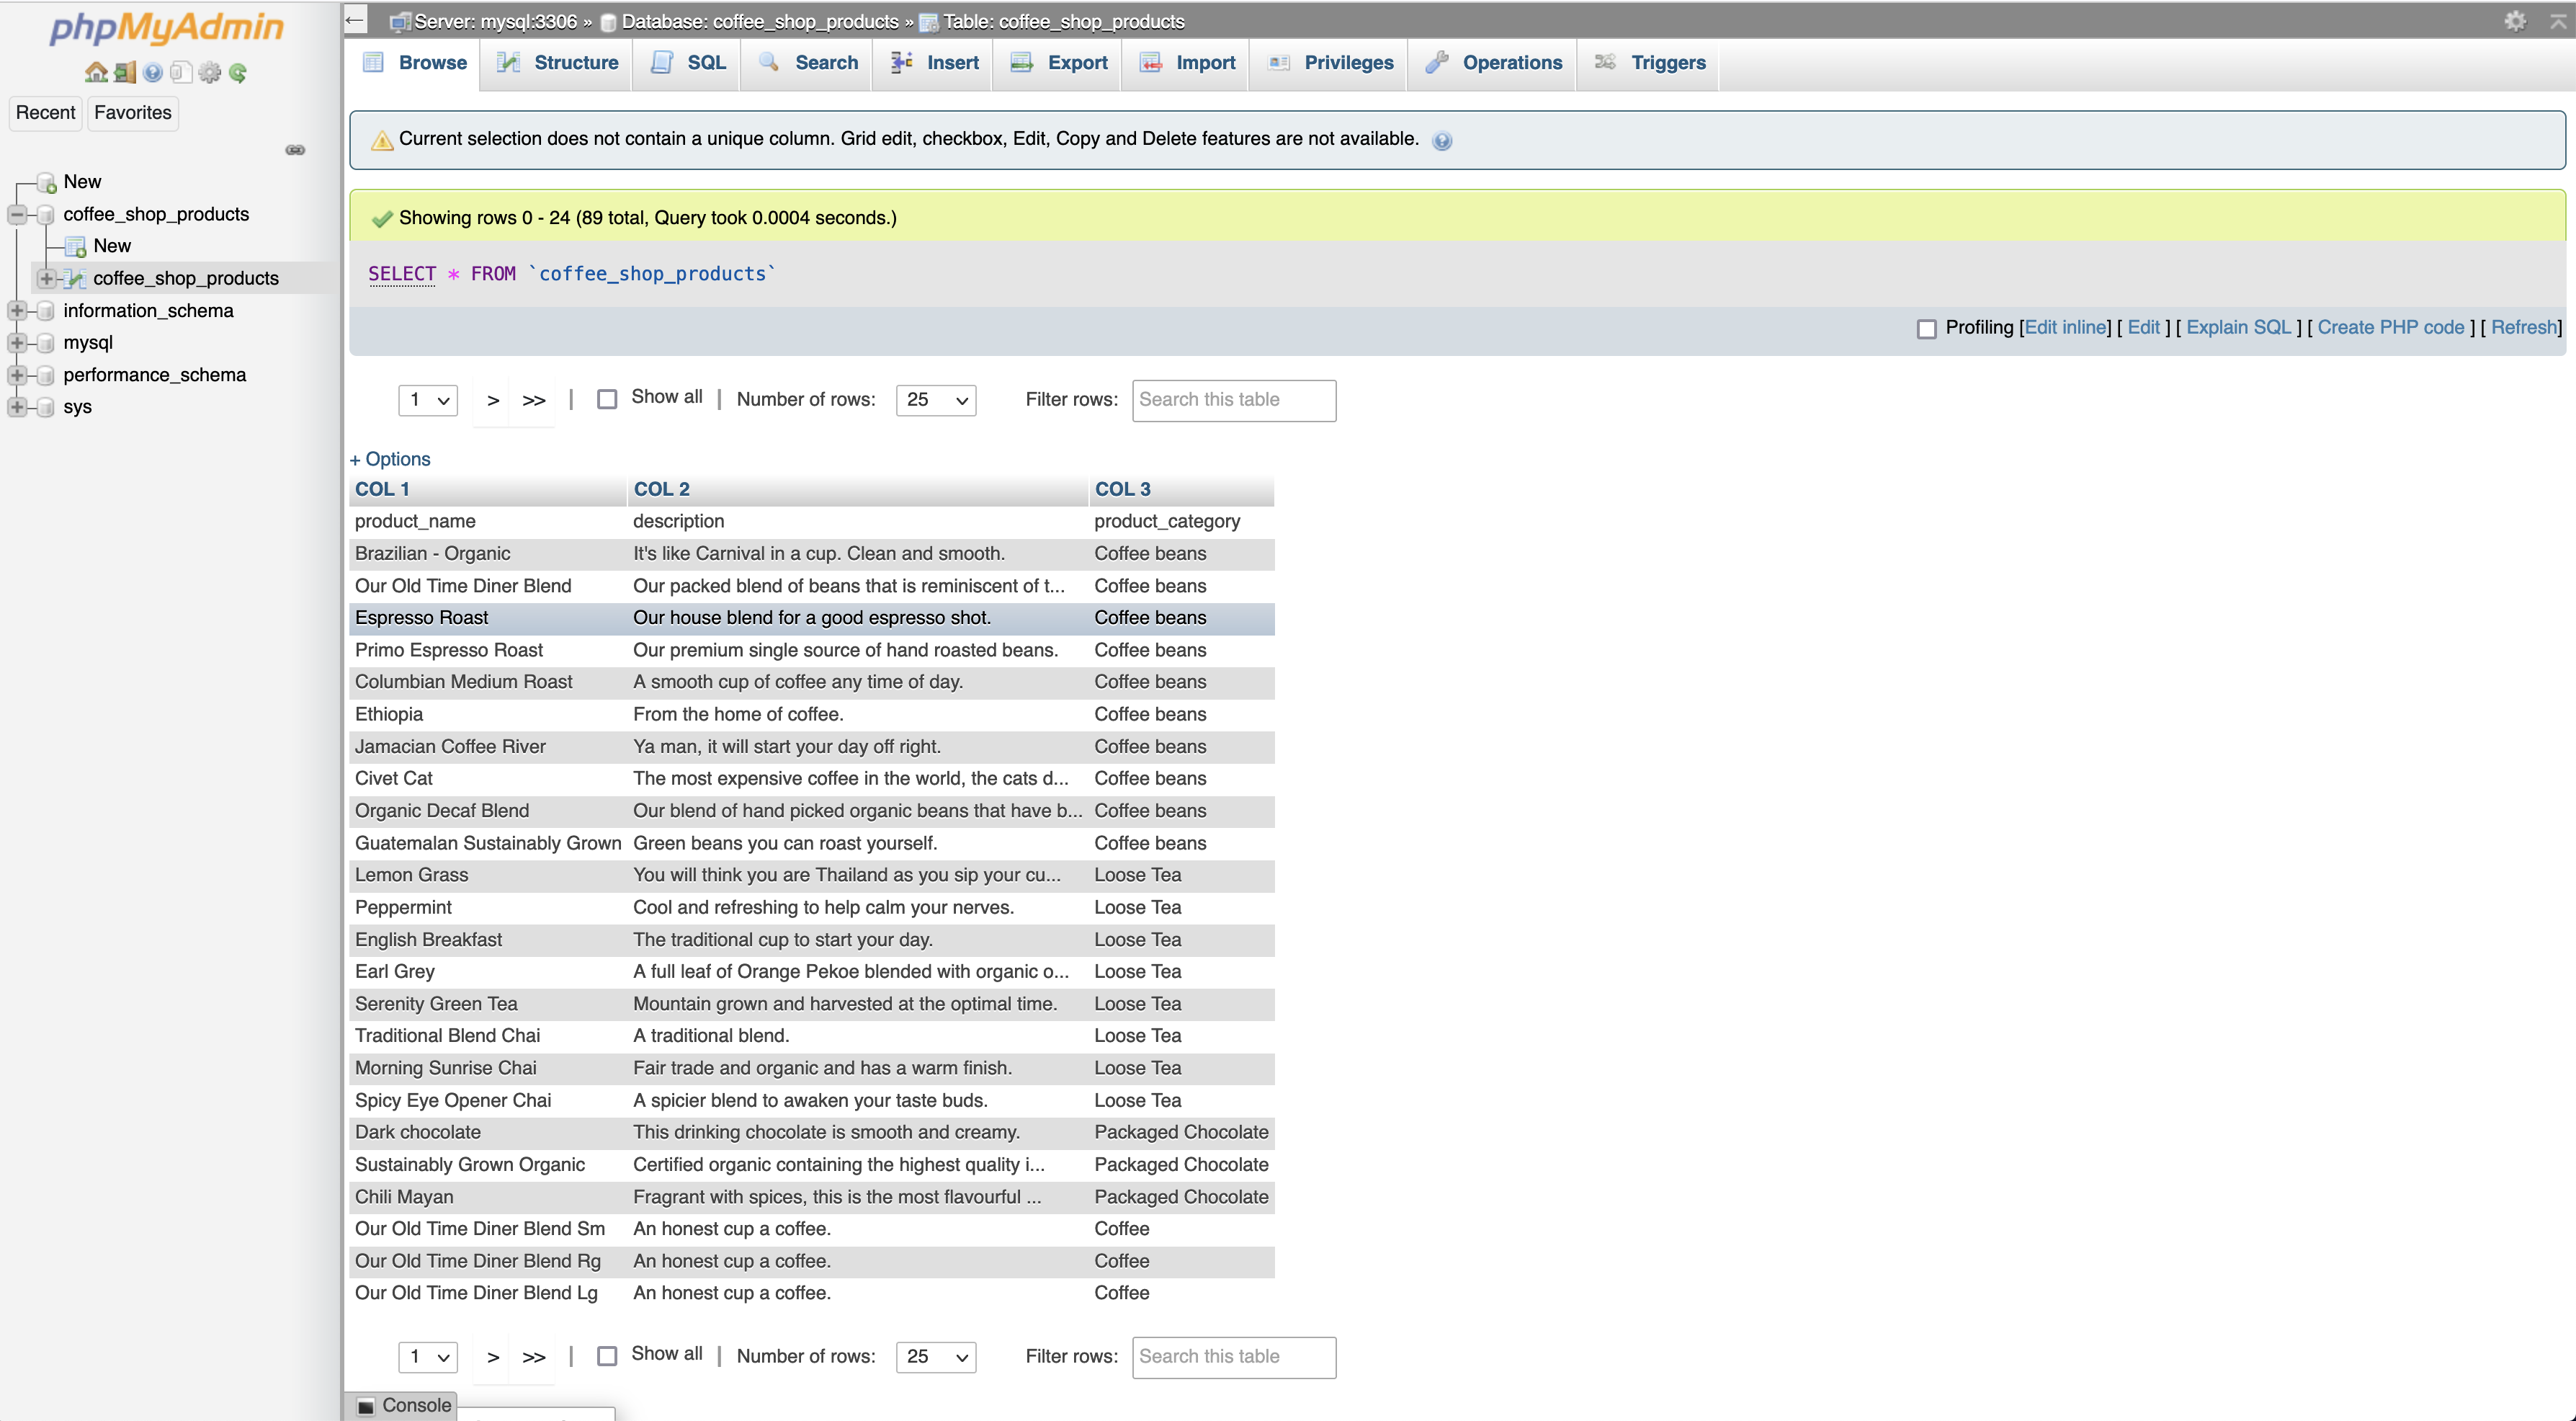 phpMyAdmin
Recent Favorites
New
coffee_shop_products
New
coffee_shop_products
information_schema
mysql
performance_schema
sys
Server: mysql:3306 » Database: coffee_shop_products » Table: coffee_shop_products
Browse Structure SQL Search Insert Export Import Privileges Operations Triggers
Current selection does not contain a unique column. Grid edit, checkbox, Edit, Copy and Delete features are not available.
Showing rows 0 - 24 (89 total, Query took 0.0004 seconds.)
SELECT * FROM `coffee_shop_products`
Profiling [Edit inline] [ Edit ] [ Explain SQL ] [ Create PHP code ] [ Refresh]
1 > >> | Show all | Number of rows: 25 Filter rows: Search this table
+ Options
COL 1 COL 2 COL 3
product_name description product_category
Brazilian - Organic It's like Carnival in a cup. Clean and smooth. Coffee beans
Our Old Time Diner Blend Our packed blend of beans that is reminiscent of t... Coffee beans
Espresso Roast Our house blend for a good espresso shot. Coffee beans
Primo Espresso Roast Our premium single source of hand roasted beans. Coffee beans
Columbian Medium Roast A smooth cup of coffee any time of day. Coffee beans
Ethiopia From the home of coffee. Coffee beans
Jamacian Coffee River Ya man, it will start your day off right. Coffee beans
Civet Cat The most expensive coffee in the world, the cats d... Coffee beans
Organic Decaf Blend Our blend of hand picked organic beans that have b... Coffee beans
Guatemalan Sustainably Grown Green beans you can roast yourself. Coffee beans
Lemon Grass You will think you are Thailand as you sip your cu... Loose Tea
Peppermint Cool and refreshing to help calm your nerves. Loose Tea
English Breakfast The traditional cup to start your day. Loose Tea
Earl Grey A full leaf of Orange Pekoe blended with organic o... Loose Tea
Serenity Green Tea Mountain grown and harvested at the optimal time. Loose Tea
Traditional Blend Chai A traditional blend. Loose Tea
Morning Sunrise Chai Fair trade and organic and has a warm finish. Loose Tea
Spicy Eye Opener Chai A spicier blend to awaken your taste buds. Loose Tea
Dark chocolate This drinking chocolate is smooth and creamy. Packaged Chocolate
Sustainably Grown Organic Certified organic containing the highest quality i... Packaged Chocolate
Chili Mayan Fragrant with spices, this is the most flavourful ... Packaged Chocolate
Our Old Time Diner Blend Sm An honest cup a coffee. Coffee
Our Old Time Diner Blend Rg An honest cup a coffee. Coffee
Our Old Time Diner Blend Lg An honest cup a coffee. Coffee
1 > >> | Show all | Number of rows: 25 Filter rows: Search this table
Console